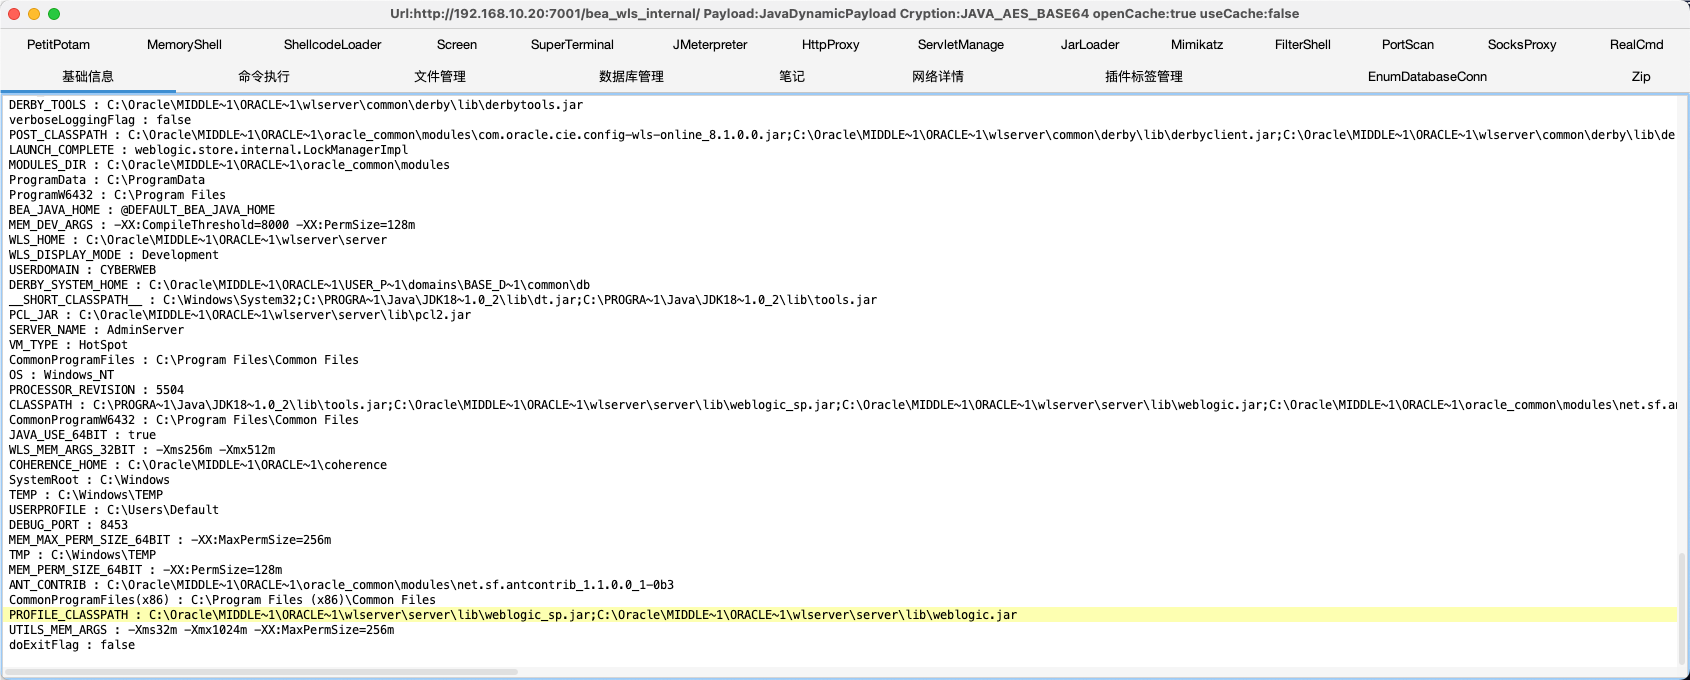 Url:http://192.168.10.20:7001/bea_wls_internal/ Payload:JavaDynamicPayload Cryption:JAVA_AES_BASE64 openCache:true useCache:false
PetitPotam MemoryShell ShellcodeLoader Screen SuperTerminal JMeterpreter HttpProxy ServletManage JarLoader Mimikatz FilterShell PortScan SocksProxy RealCmd
基础信息 命令执行 文件管理 数据库管理 笔记 网络详情 插件标签管理 EnumDatabaseConn Zip
DERBY_TOOLS : C:\Oracle\MIDDLE~1\ORACLE~1\wlserver\common\derby\lib\derbytools.jar
verboseLoggingFlag : false
POST_CLASSPATH : C:\Oracle\MIDDLE~1\ORACLE~1\oracle_common\modules\com.oracle.cie.config-wls-online_8.1.0.0.jar;C:\Oracle\MIDDLE~1\ORACLE~1\wlserver\common\derby\lib\derbyclient.jar;C:\Oracle\MIDDLE~1\ORACLE~1\wlserver\common\derby\lib\de
LAUNCH_COMPLETE : weblogic.store.internal.LockManagerImpl
MODULES_DIR : C:\Oracle\MIDDLE~1\ORACLE~1\oracle_common\modules
ProgramData : C:\ProgramData
ProgramW6432 : C:\Program Files
BEA_JAVA_HOME : @DEFAULT_BEA_JAVA_HOME
MEM_DEV_ARGS : -XX:CompileThreshold=8000 -XX:PermSize=128m
WLS_HOME : C:\Oracle\MIDDLE~1\ORACLE~1\wlserver\server
WLS_DISPLAY_MODE : Development
USERDOMAIN : CYBERWEB
DERBY_SYSTEM_HOME : C:\Oracle\MIDDLE~1\ORACLE~1\USER_P~1\domains\BASE_D~1\common\db
__SHORT_CLASSPATH__ : C:\Windows\System32;C:\PROGRA~1\Java\JDK18~1.0_2\lib\dt.jar;C:\PROGRA~1\Java\JDK18~1.0_2\lib\tools.jar
PCL_JAR : C:\Oracle\MIDDLE~1\ORACLE~1\wlserver\server\lib\pcl2.jar
SERVER_NAME : AdminServer
VM_TYPE : HotSpot
CommonProgramFiles : C:\Program Files\Common Files
OS : Windows_NT
PROCESSOR_REVISION : 5504
CLASSPATH : C:\PROGRA~1\Java\JDK18~1.0_2\lib\tools.jar;C:\Oracle\MIDDLE~1\ORACLE~1\wlserver\server\lib\weblogic_sp.jar;C:\Oracle\MIDDLE~1\ORACLE~1\wlserver\server\lib\weblogic.jar;C:\Oracle\MIDDLE~1\ORACLE~1\oracle_common\modules\net.sf.an
CommonProgramW6432 : C:\Program Files\Common Files
JAVA_USE_64BIT : true
WLS_MEM_ARGS_32BIT : -Xms256m -Xmx512m
COHERENCE_HOME : C:\Oracle\MIDDLE~1\ORACLE~1\coherence
SystemRoot : C:\Windows
TEMP : C:\Windows\TEMP
USERPROFILE : C:\Users\Default
DEBUG_PORT : 8453
MEM_MAX_PERM_SIZE_64BIT : -XX:MaxPermSize=256m
TMP : C:\Windows\TEMP
MEM_PERM_SIZE_64BIT : -XX:PermSize=128m
ANT_CONTRIB : C:\Oracle\MIDDLE~1\ORACLE~1\oracle_common\modules\net.sf.antcontrib_1.1.0.0_1-0b3
CommonProgramFiles(x86) : C:\Program Files (x86)\Common Files
PROFILE_CLASSPATH : C:\Oracle\MIDDLE~1\ORACLE~1\wlserver\server\lib\weblogic_sp.jar;C:\Oracle\MIDDLE~1\ORACLE~1\wlserver\server\lib\weblogic.jar
UTILS_MEM_ARGS : -Xms32m -Xmx1024m -XX:MaxPermSize=256m
doExitFlag : false